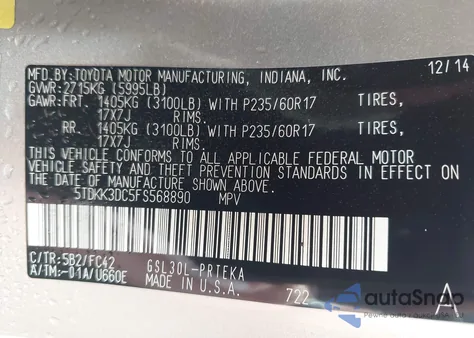 MFD.BY:TOYOTA MOTOR MANUFACTURING, INDIANA, INC. 12/14
GVWR:2715KG (5995LB)
GAWR:FRT. 1405KG (3100LB) WITH P235/60R17 TIRES,
17X7J RIMS.
RR. 1405KG (3100LB) WITH P235/60R17 TIRES,
17X7J RIMS.
THIS VEHICLE CONFORMS TO ALL APPLICABLE FEDERAL MOTOR
VEHICLE SAFETY, THEFT PREVENTION STANDARDS IN EFFECT
ON THE DATE OF MANUFACTURE SHOWN ABOVE.
5TDKK3DC5FS568890 MPV
C/TR:5B2/FC42 GSL30L-PRTEKA
A/TM:-01A/U660E MADE IN U.S.A. 722 A
autoSnap